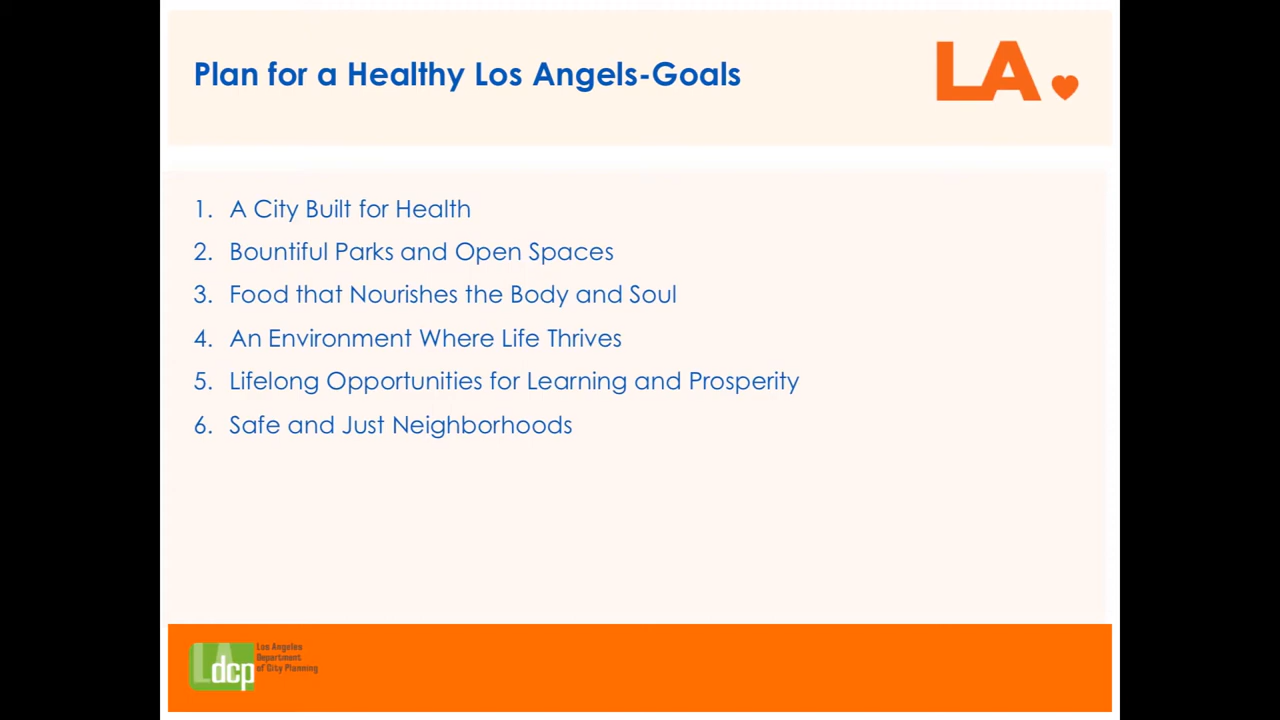 Plan for a Healthy Los Angels-Goals
LA
1. A City Built for Health
2. Bountiful Parks and Open Spaces
3. Food that Nourishes the Body and Soul
4. An Environment Where Life Thrives
5. Lifelong Opportunities for Learning and Prosperity
6. Safe and Just Neighborhoods
LA dcp
Los Angeles
Department
of City Planning